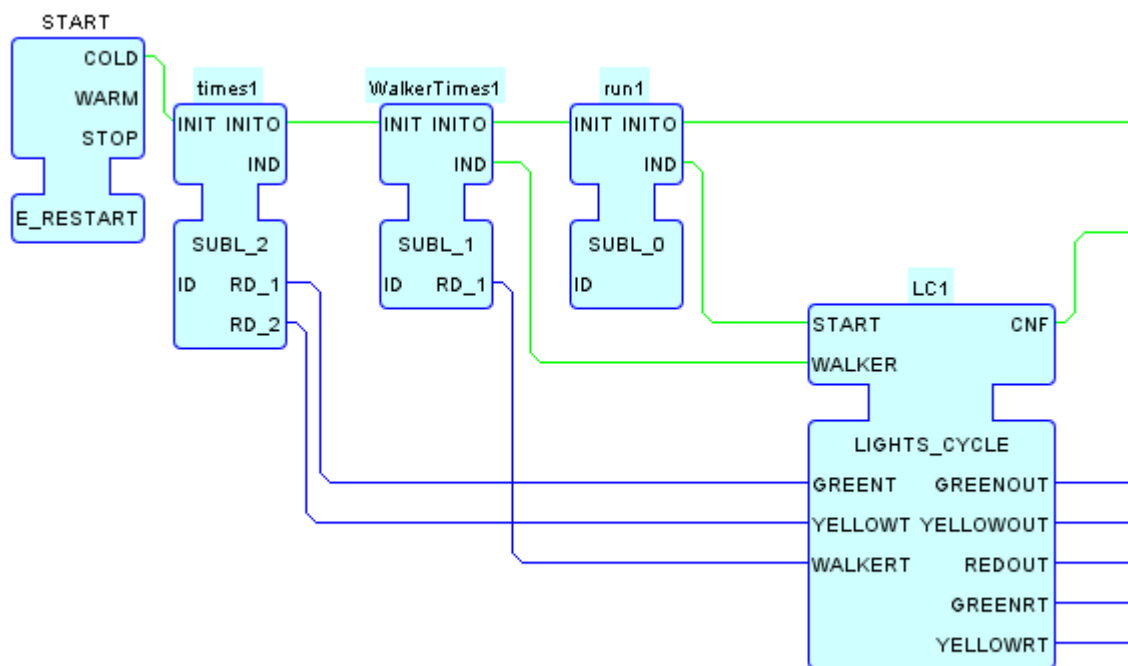 START
COLD
WARM
STOP
E_RESTART
times1
INIT INITO
IND
SUBL_2
ID RD_1
RD_2
WalkerTimes1
INIT INITO
IND
SUBL_1
ID RD_1
run1
INIT INITO
IND
SUBL_0
ID
LC1
START CNF
WALKER
LIGHTS_CYCLE
GREENT GREENOUT
YELLOWT YELLOWOUT
WALKERT REDOUT
GREENRT
YELLOWRT